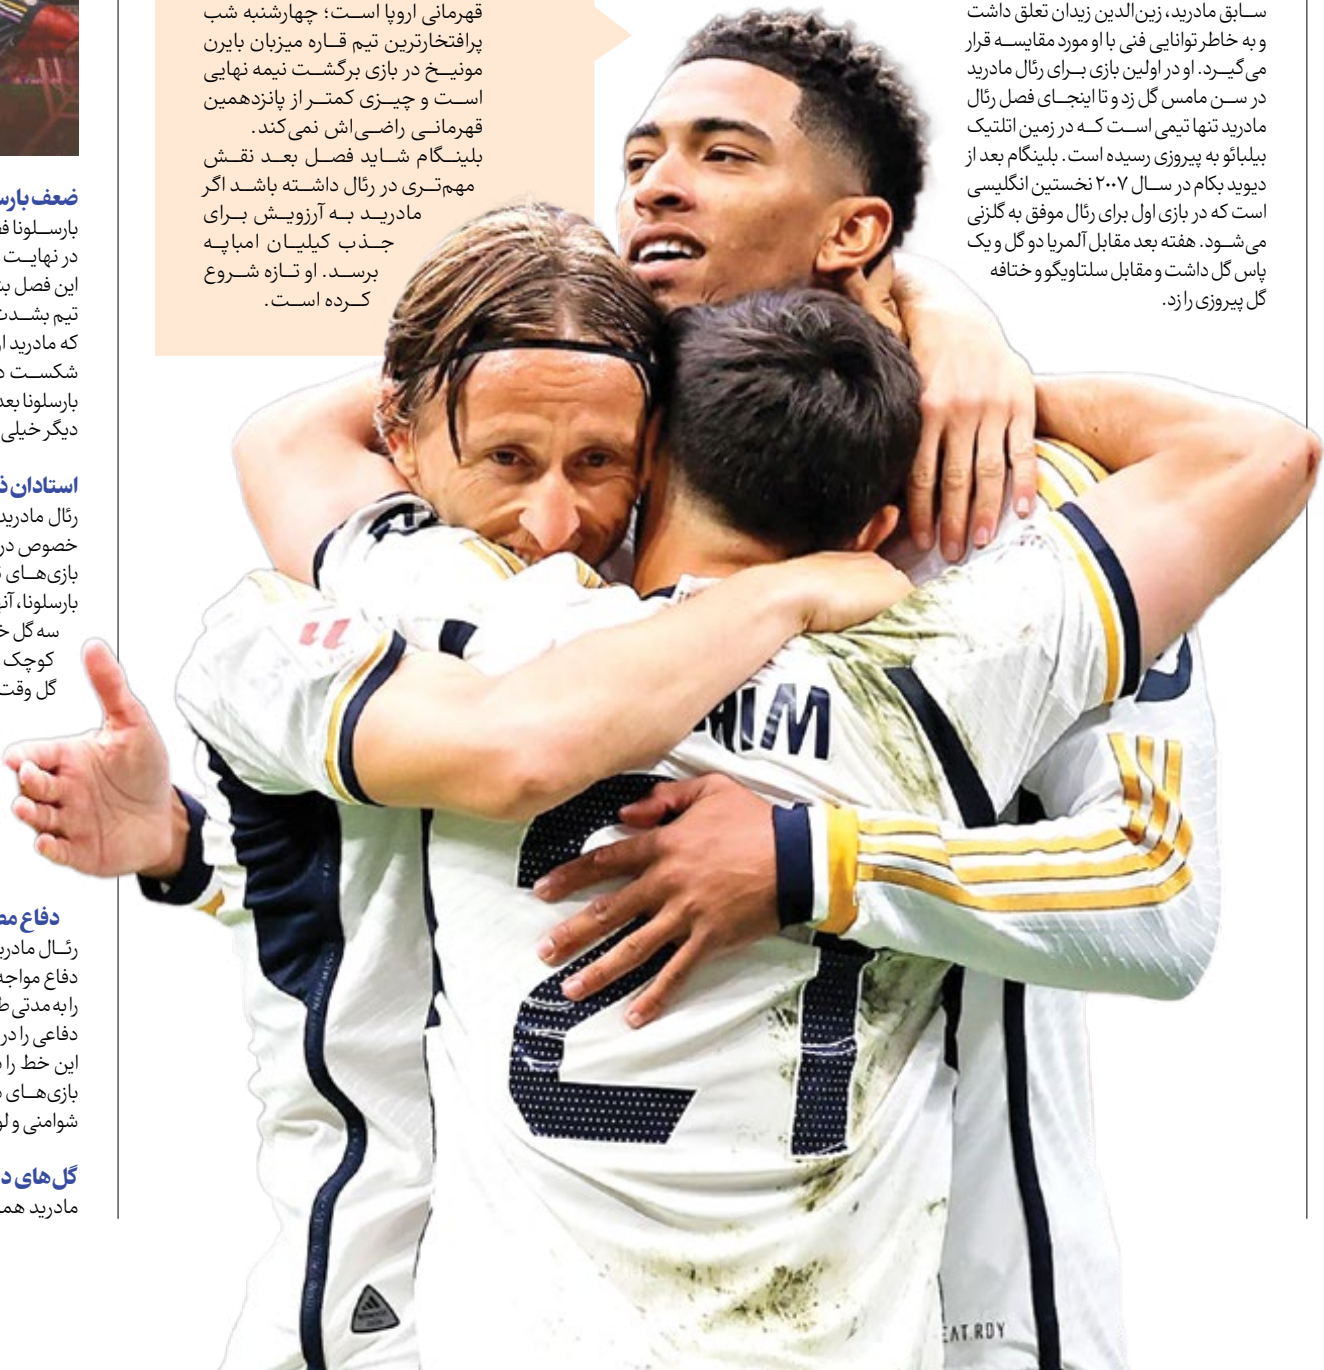 سابق مادرید، زین‌الدین زیدان تعلق داشت
و به خاطر توانایی فنی با او مورد مقایسه قرار
می‌گیرد. او در اولین بازی برای رئال مادرید
در سن مامس گل زد و تا اینجای فصل رئال
مادرید تنها تیمی است که در زمین اتلتیک
بیلبائو به پیروزی رسیده است. بلینگام بعد از
دیوید بکام در سال ۲۰۰۷ نخستین انگلیسی
است که در بازی اول برای رئال موفق به گلزنی
می‌شود. هفته بعد مقابل آلمریا دو گل و یک
پاس گل داشت و مقابل سلتاویگو و ختافه
گل پیروزی را زد.
قهرمانی اروپا است؛ چهارشنبه شب
پرافتخارترین تیم قاره میزبان بایرن
مونیخ در بازی برگشت نیمه نهایی
است و چیزی کمتر از پانزدهمین
قهرمانی راضی‌اش نمی‌کند.
بلینگام شاید فصل بعد نقش
مهم‌تری در رئال داشته باشد اگر
مادرید به آرزویش برای
جذب کیلیان امباپه
برسد. او تازه شروع
کرده است.
ضعف
بارسلونا
در نهایت
این فصل
تیم
که مادرید
شکست
بارسلونا بعد
دیگر خیلی
استادان
رئال مادرید
خصوص در
بازی‌های
بارسلونا،
سه گل
کوچک
گل وقت
دفاع
رئال
دفاع مواجه
را به مدتی
دفاعی را در
این خط را
بازی‌های
شوامنی و
گل‌های
مادرید
21